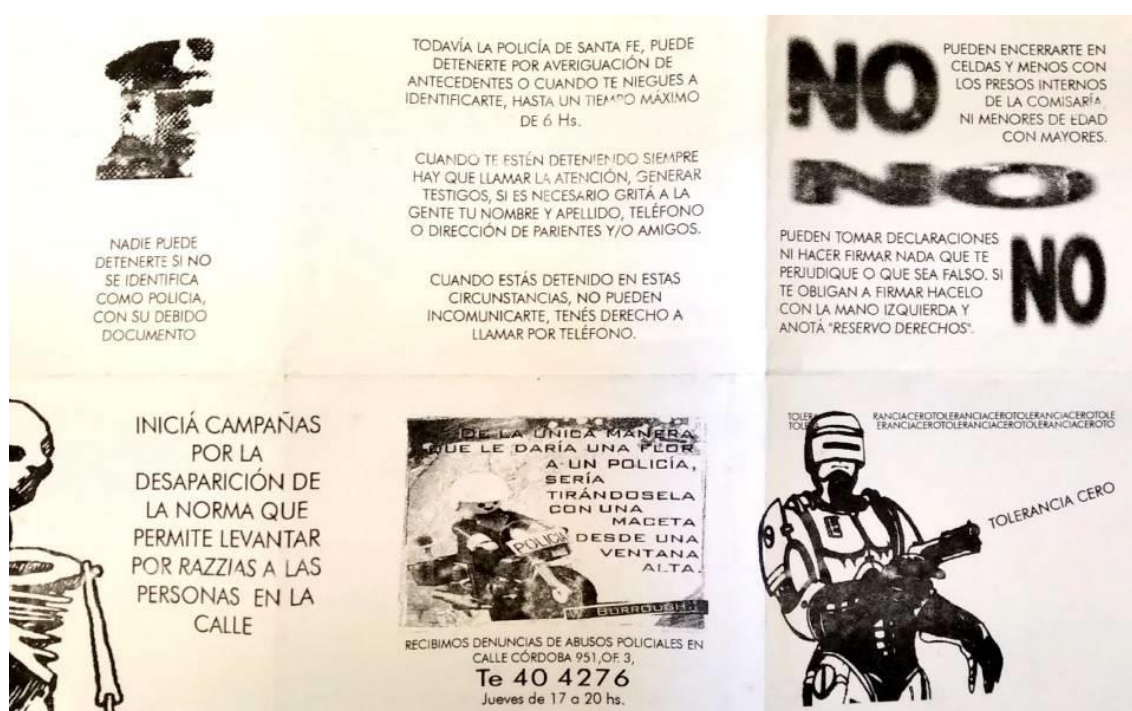 NADIE PUEDE
DETENERTE SI NO
SE IDENTIFICA
COMO POLICIA,
CON SU DEBIDO
DOCUMENTO
TODAVÍA LA POLICÍA DE SANTA FE, PUEDE
DETENERTE POR AVERIGUACIÓN DE
ANTECEDENTES O CUANDO TE NIEGUES A
IDENTIFICARTE, HASTA UN TIEMPO MÁXIMO
DE 6 Hs.
CUANDO TE ESTÉN DETENIENDO SIEMPRE
HAY QUE LLAMAR LA ATENCIÓN, GENERAR
TESTIGOS, SI ES NECESARIO GRITÁ A LA
GENTE TU NOMBRE Y APELLIDO, TELÉFONO
O DIRECCIÓN DE PARIENTES Y/O AMIGOS.
CUANDO ESTÁS DETENIDO EN ESTAS
CIRCUNSTANCIAS, NO PUEDEN
INCOMUNICARTE, TENÉS DERECHO A
LLAMAR POR TELÉFONO.
NO
PUEDEN ENCERRARTE EN
CELDAS Y MENOS CON
LOS PRESOS INTERNOS
DE LA COMISARÍA,
NI MENORES DE EDAD
CON MAYORES.
NO
PUEDEN TOMAR DECLARACIONES
NI HACER FIRMAR NADA QUE TE
PERJUDIQUE O QUE SEA FALSO. SI
TE OBLIGAN A FIRMAR HACELO
CON LA MANO IZQUIERDA Y
ANOTÁ "RESERVO DERECHOS".
NO
INICIÁ CAMPAÑAS
POR LA
DESAPARICIÓN DE
LA NORMA QUE
PERMITE LEVANTAR
POR RAZZIAS A LAS
PERSONAS EN LA
CALLE
DE LA UNICA MANERA
QUE LE DARÍA UNA FLOR
A UN POLICÍA,
SERÍA
TIRÁNDOSELA
CON UNA
MACETA
DESDE UNA
VENTANA
ALTA.
POLICIA
W. BURROUGHS
RECIBIMOS DENUNCIAS DE ABUSOS POLICIALES EN
CALLE CÓRDOBA 951, OF. 3,
Te 40 4276
Jueves de 17 a 20 hs.
TOLERA RANCIACEROTOLERANCIACEROTOLERANCIACEROTOLE
TOLE ERANCIACEROTOLERANCIACEROTOLERANCIACEROTO
TOLERANCIA CERO